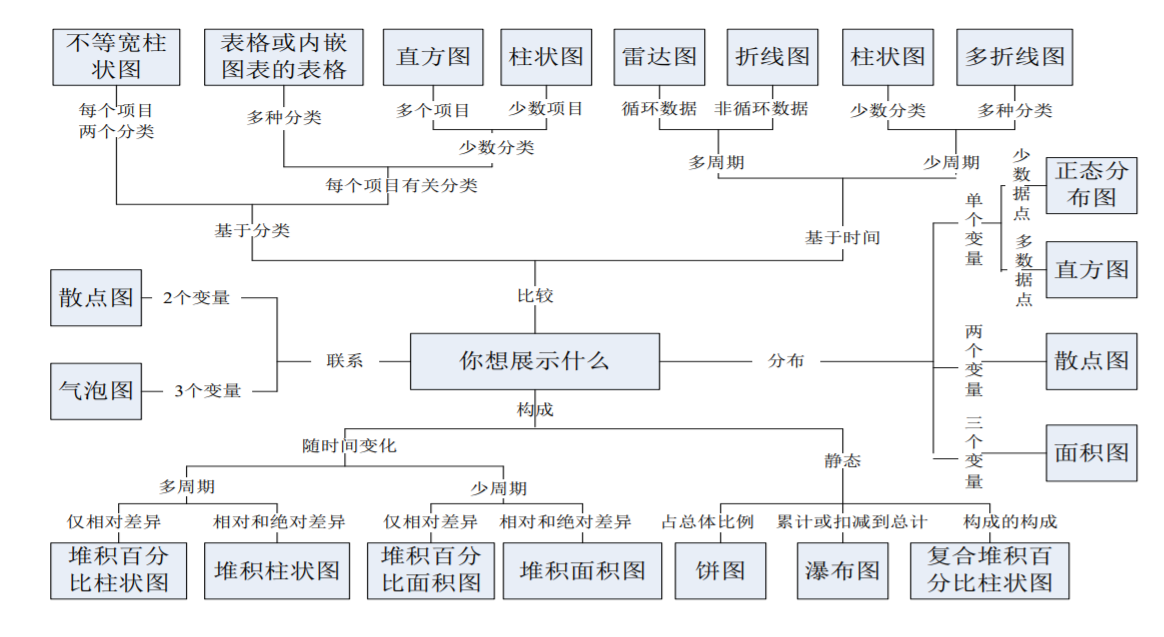 不等宽柱
状图
表格或内嵌
图表的表格
直方图
柱状图
雷达图
折线图
柱状图
多折线图
每个项目
两个分类
多种分类
多个项目
少数项目
循环数据
非循环数据
少数分类
多种分类
少数分类
多周期
少周期
每个项目有关分类
基于分类
基于时间
少数据点
正态分
布图
单个变量
多数据点
直方图
散点图
2个变量
比较
联系
你想展示什么
分布
两个变量
散点图
气泡图
3个变量
构成
三个变量
面积图
随时间变化
静态
多周期
少周期
仅相对差异
相对和绝对差异
仅相对差异
相对和绝对差异
占总体比例
累计或扣减到总计
构成的构成
堆积百分
比柱状图
堆积柱状图
堆积百分
比面积图
堆积面积图
饼图
瀑布图
复合堆积百
分比柱状图